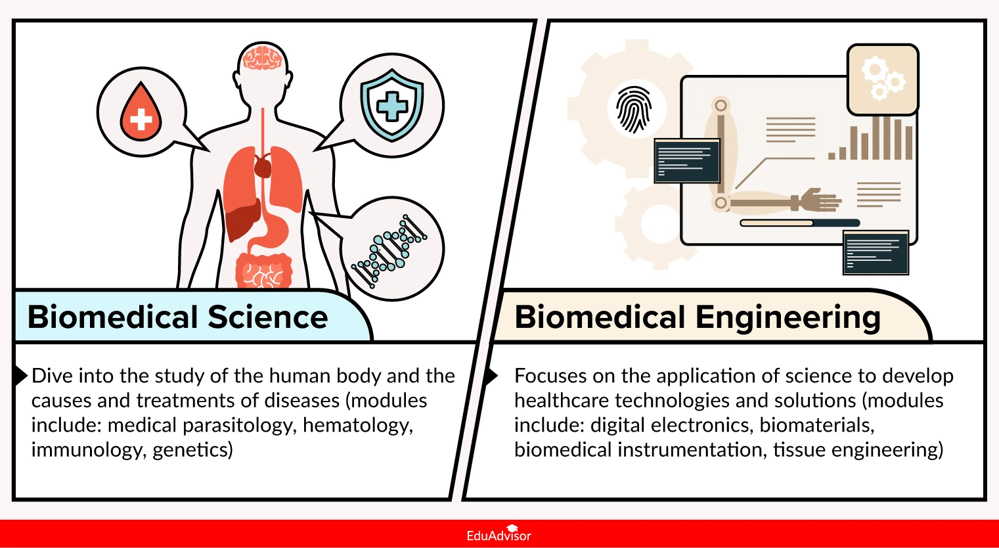 Biomedical Science
Dive into the study of the human body and the
causes and treatments of diseases (modules
include: medical parasitology, hematology,
immunology, genetics)
Biomedical Engineering
Focuses on the application of science to develop
healthcare technologies and solutions (modules
include: digital electronics, biomaterials,
biomedical instrumentation, tissue engineering)
EduAdvisor